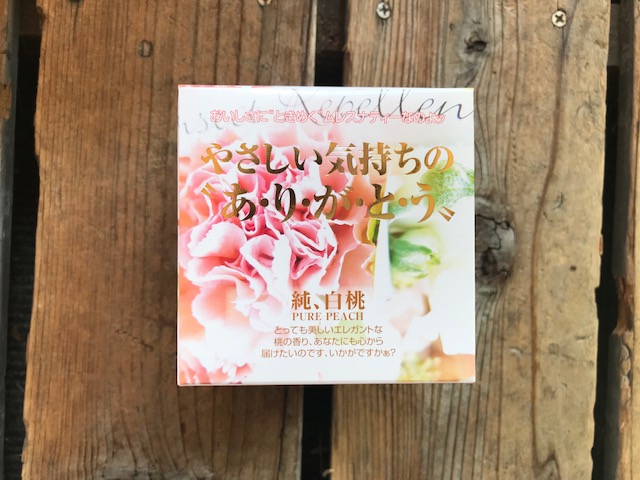 Repellen
おいしさに"ときめく"ムレスナティーなのよ♪
やさしい気持ちの
〝あ・り・が・と・う〟
純、白桃
PURE PEACH
とっても美しいエレガントな
桃の香り、あなたにも心から
届けたいのです、いかがですかぁ?